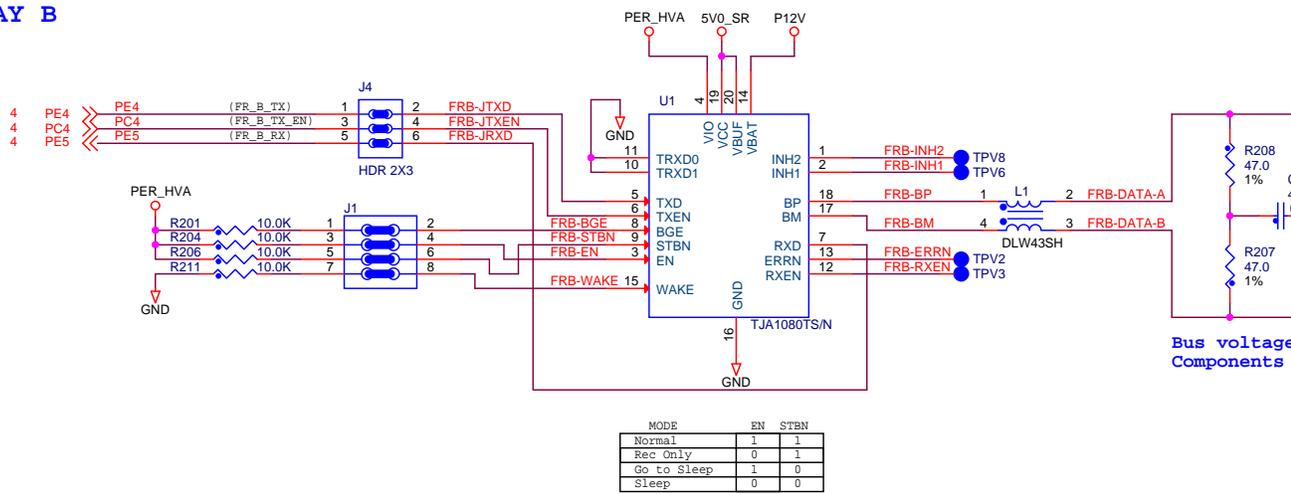 AY B
PER_HVA 5V0_SR P12V
J4
U1
4 19 20 14
4 PE4 PE4 (FR_B_TX) 1 2 FRB-JTXD
4 PC4 PC4 (FR_B_TX_EN) 3 4 FRB-JTXEN
4 PE5 PE5 (FR_B_RX) 5 6 FRB-JRXD
HDR 2X3
GND
VIO VCC VBUF VBAT
11 TRXD0 INH2 1 FRB-INH2 TPV8
10 TRXD1 INH1 2 FRB-INH1 TPV6
R208
47.0
1%
PER_HVA
5 TXD BP 18 FRB-BP 1 L1 2 FRB-DATA-A
6 TXEN BM 17 FRB-BM 4 3 FRB-DATA-B
DLW43SH
J1
R201 10.0K 1 2 FRB-BGE 8 BGE RXD 7
R204 10.0K 3 4 FRB-STBN 9 STBN ERRN 13 FRB-ERRN TPV2
R206 10.0K 5 6 FRB-EN 3 EN RXEN 12 FRB-RXEN TPV3
R211 10.0K 7 8 FRB-WAKE 15 WAKE
R207
47.0
1%
GND
GND
TJA1080TS/N
16
GND
Bus voltage
Components
MODE EN STBN
Normal 1 1
Rec Only 0 1
Go to Sleep 1 0
Sleep 0 0